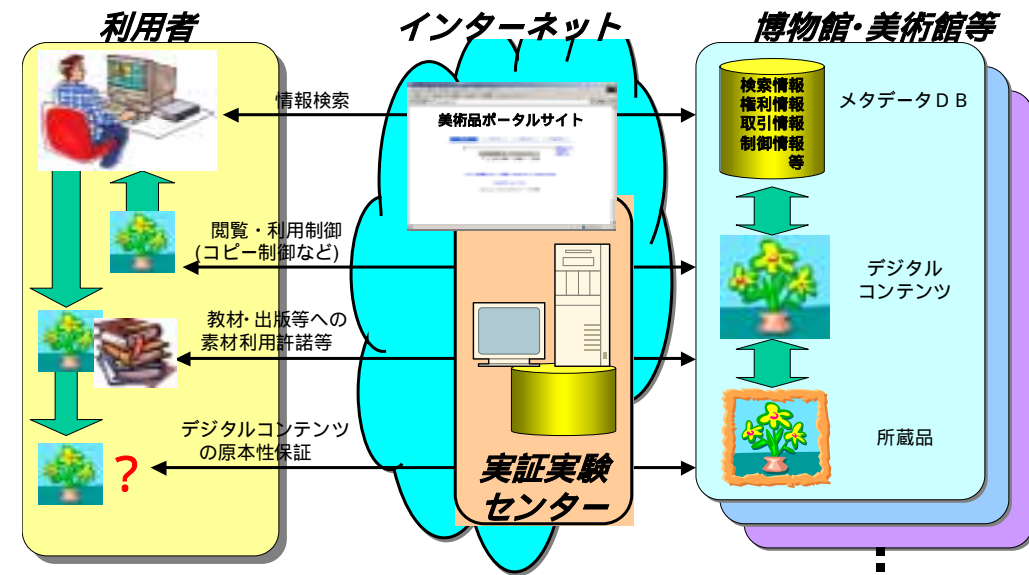 利用者
インターネット
博物館・美術館等
情報検索
美術品ポータルサイト
検索情報
権利情報
取引情報
制御情報
等
メタデータDB
閲覧・利用制御
(コピー制御など)
デジタル
コンテンツ
教材・出版等への
素材利用許諾等
デジタルコンテンツ
の原本性保証
?
所蔵品
実証実験
センター